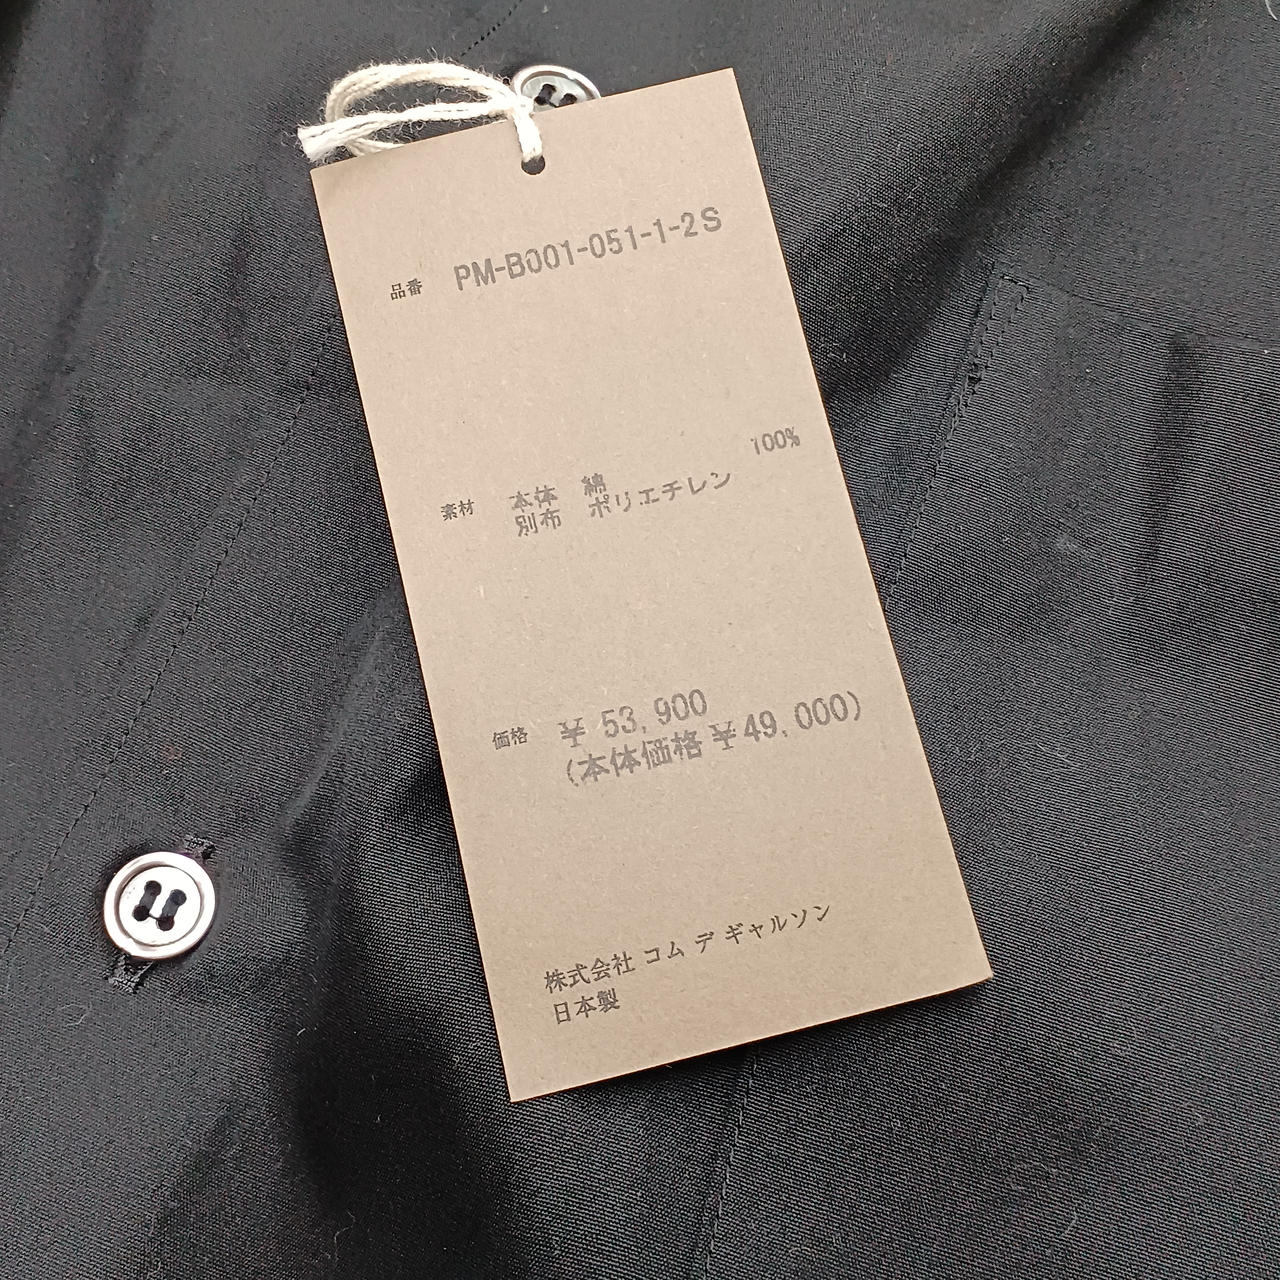 品番 PM-B001-051-1-2S
素材 本体 綿 100%
別布 ポリエチレン
価格 ¥ 53,900
(本体価格 ¥49,000)
株式会社 コム デ ギャルソン
日本製